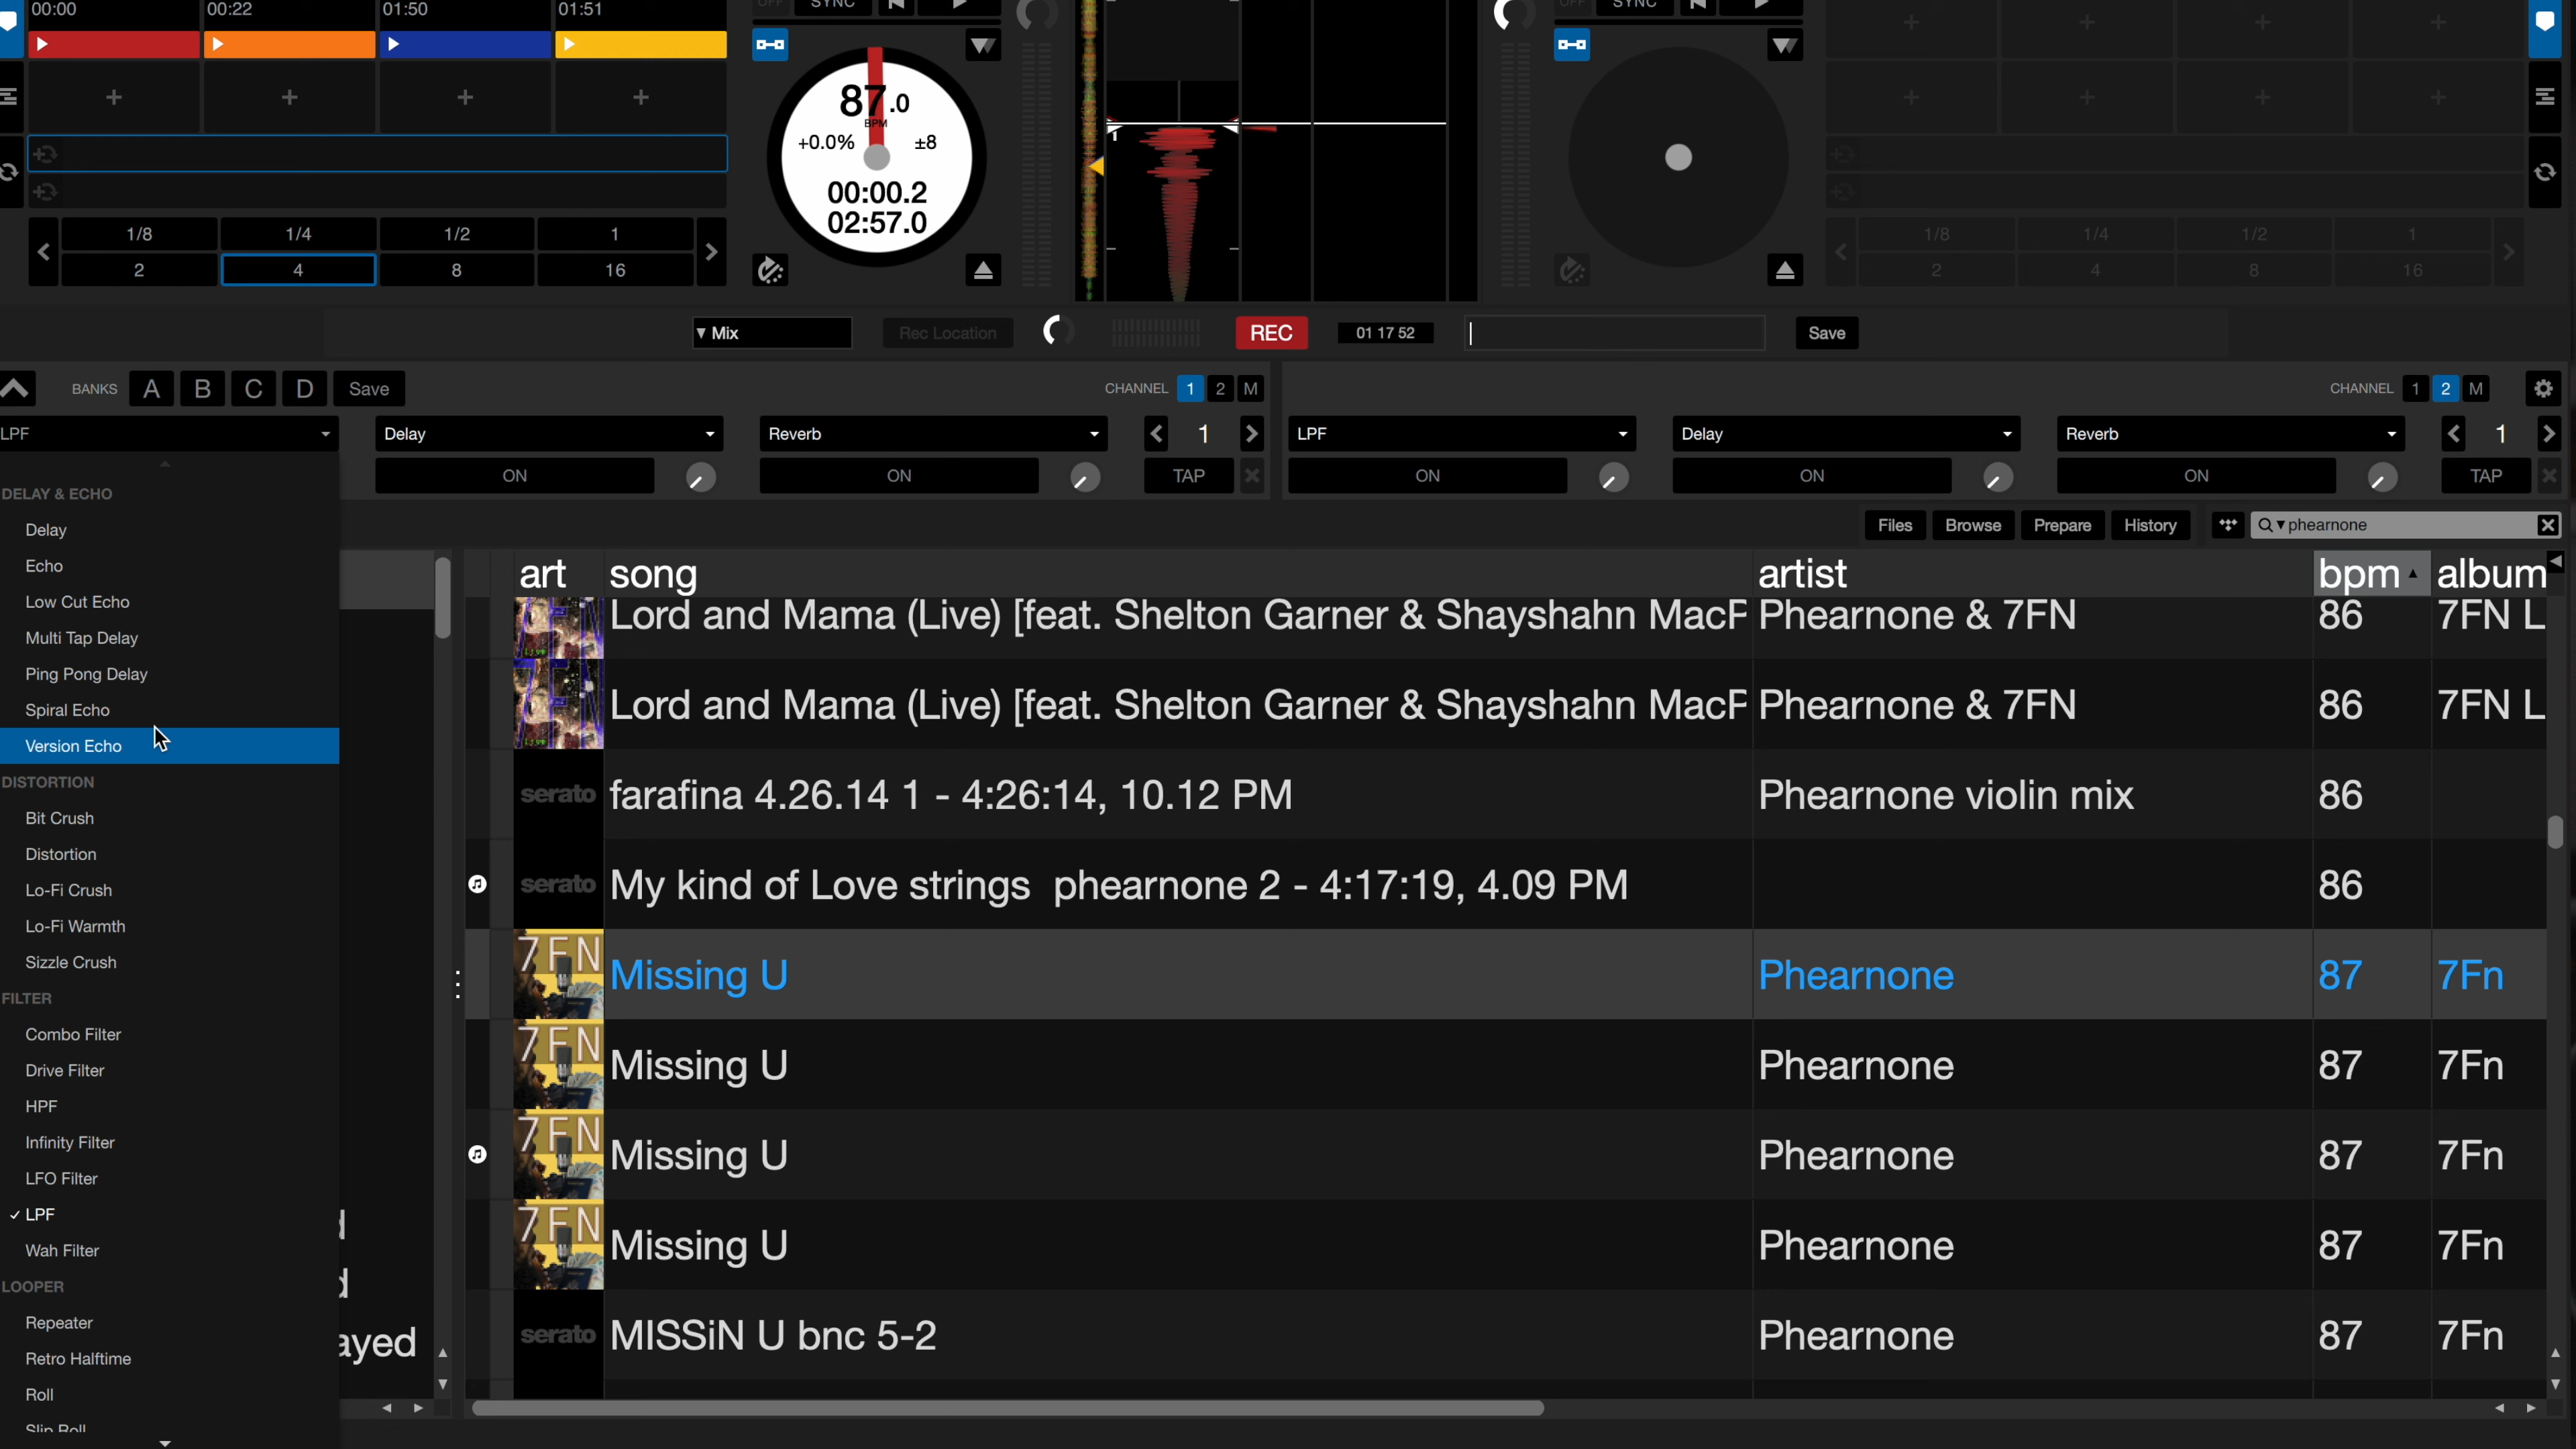 00:00 00:22 01:50 01:51
OFF SYNC OFF SYNC
87.0
BPM
+0.0% ±8
00:00.2
02:57.0
1
1/8 1/4 1/2 1
2 4 8 16
1/8 1/4 1/2 1
2 4 8 16
Mix Rec Location REC 01 17 52 Save
BANKS A B C D Save CHANNEL 1 2 M CHANNEL 1 2 M
LPF Delay Reverb 1 LPF Delay Reverb 1
ON ON TAP ON ON ON TAP
Files Browse Prepare History phearnone
DELAY & ECHO
Delay
Echo
Low Cut Echo
Multi Tap Delay
Ping Pong Delay
Spiral Echo
Version Echo
DISTORTION
Bit Crush
Distortion
Lo-Fi Crush
Lo-Fi Warmth
Sizzle Crush
FILTER
Combo Filter
Drive Filter
HPF
Infinity Filter
LFO Filter
LPF
Wah Filter
LOOPER
Repeater
Retro Halftime
Roll
Slip Roll
ayed
art song artist bpm album
Lord and Mama (Live) [feat. Shelton Garner & Shayshahn MacP Phearnone & 7FN 86 7FN L
Lord and Mama (Live) [feat. Shelton Garner & Shayshahn MacP Phearnone & 7FN 86 7FN L
serato farafina 4.26.14 1 - 4:26:14, 10.12 PM Phearnone violin mix 86
serato My kind of Love strings phearnone 2 - 4:17:19, 4.09 PM 86
7FN Missing U Phearnone 87 7Fn
7FN Missing U Phearnone 87 7Fn
7FN Missing U Phearnone 87 7Fn
7FN Missing U Phearnone 87 7Fn
serato MISSiN U bnc 5-2 Phearnone 87 7Fn